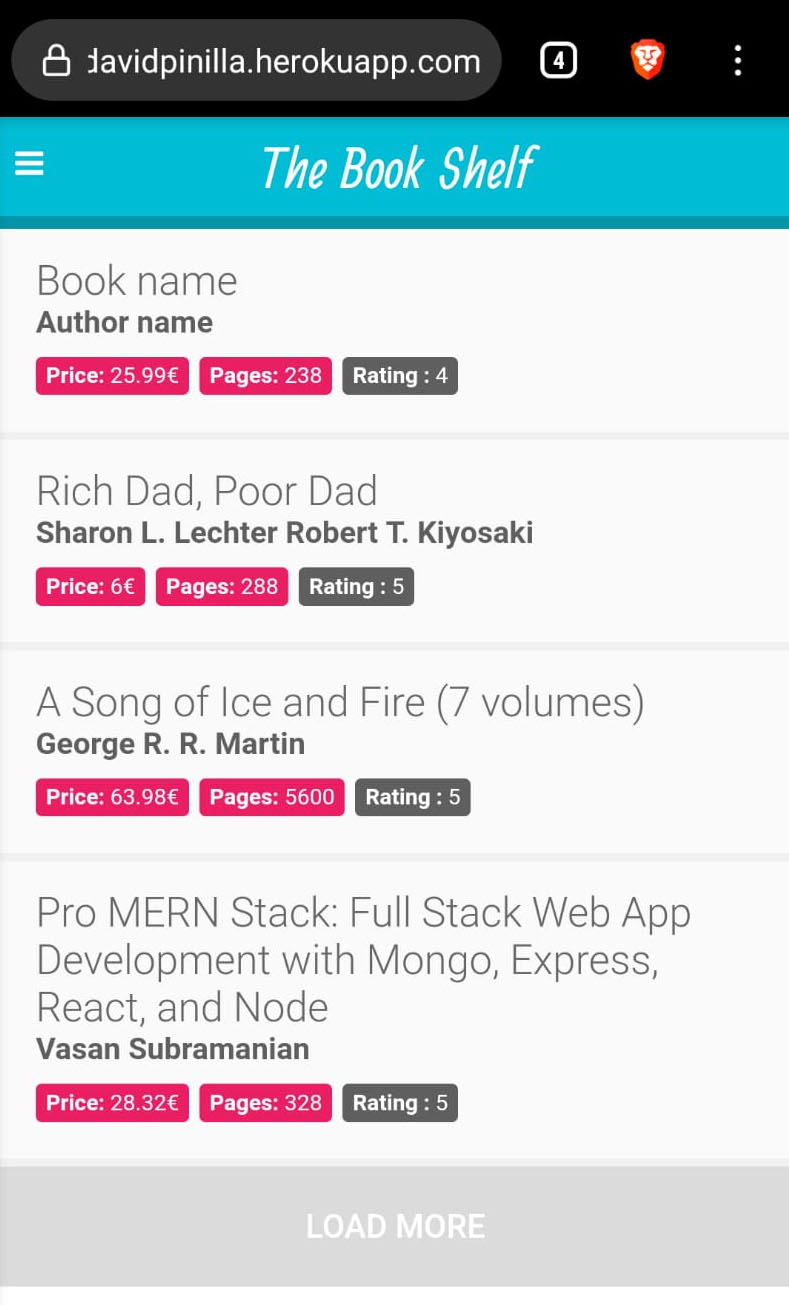 davidpinilla.herokuapp.com 4
The Book Shelf
Book name
Author name
Price: 25.99€ Pages: 238 Rating : 4
Rich Dad, Poor Dad
Sharon L. Lechter Robert T. Kiyosaki
Price: 6€ Pages: 288 Rating : 5
A Song of Ice and Fire (7 volumes)
George R. R. Martin
Price: 63.98€ Pages: 5600 Rating : 5
Pro MERN Stack: Full Stack Web App
Development with Mongo, Express,
React, and Node
Vasan Subramanian
Price: 28.32€ Pages: 328 Rating : 5
LOAD MORE